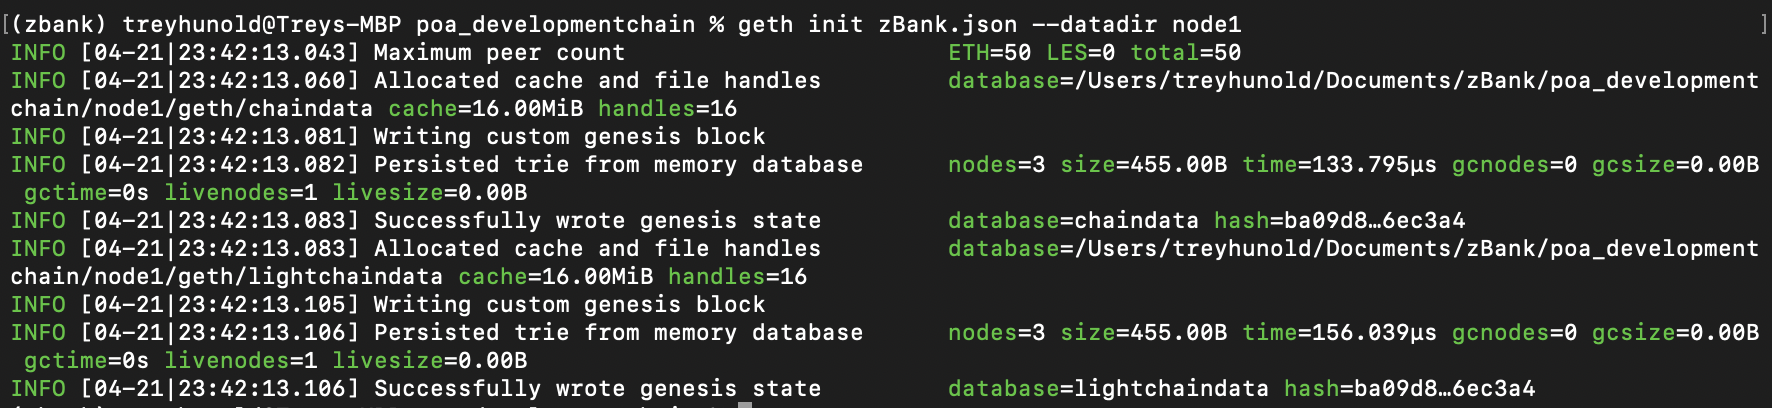 [(zbank) treyhunold@Treys-MBP poa_developmentchain % geth init zBank.json --datadir node1 ]
INFO [04-21|23:42:13.043] Maximum peer count ETH=50 LES=0 total=50
INFO [04-21|23:42:13.060] Allocated cache and file handles database=/Users/treyhunold/Documents/zBank/poa_development
chain/node1/geth/chaindata cache=16.00MiB handles=16
INFO [04-21|23:42:13.081] Writing custom genesis block
INFO [04-21|23:42:13.082] Persisted trie from memory database nodes=3 size=455.00B time=133.795µs gcnodes=0 gcsize=0.00B
gctime=0s livenodes=1 livesize=0.00B
INFO [04-21|23:42:13.083] Successfully wrote genesis state database=chaindata hash=ba09d8…6ec3a4
INFO [04-21|23:42:13.083] Allocated cache and file handles database=/Users/treyhunold/Documents/zBank/poa_development
chain/node1/geth/lightchaindata cache=16.00MiB handles=16
INFO [04-21|23:42:13.105] Writing custom genesis block
INFO [04-21|23:42:13.106] Persisted trie from memory database nodes=3 size=455.00B time=156.039µs gcnodes=0 gcsize=0.00B
gctime=0s livenodes=1 livesize=0.00B
INFO [04-21|23:42:13.106] Successfully wrote genesis state database=lightchaindata hash=ba09d8…6ec3a4